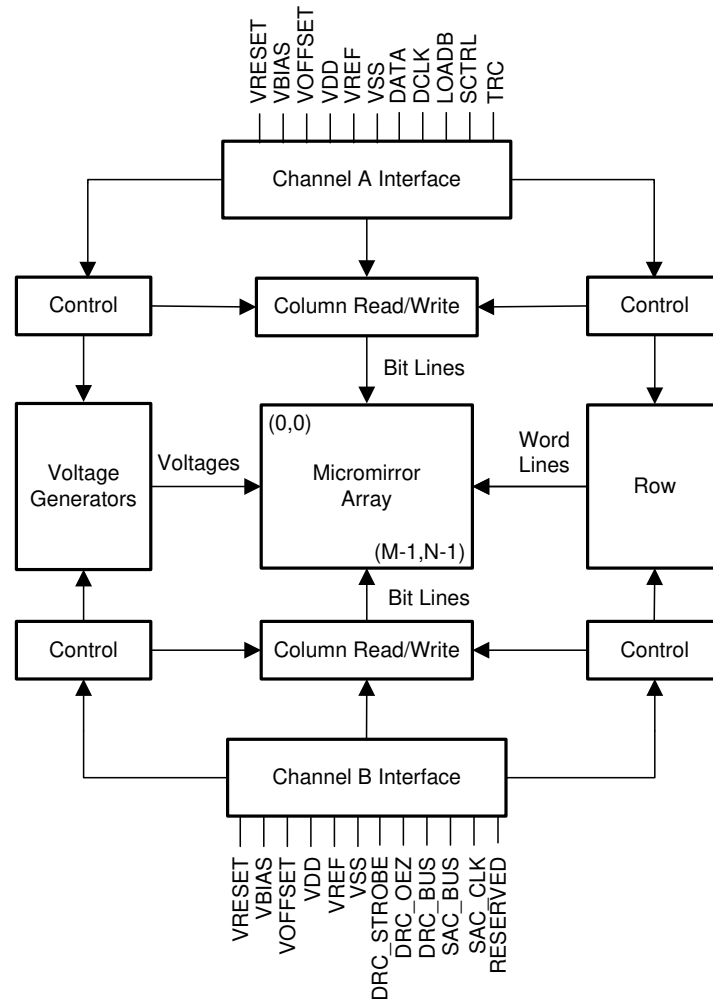 VRESET
VBIAS
VOFFSET
VDD
VREF
VSS
DATA
DCLK
LOADB
SCTRL
TRC
Channel A Interface
Control
Column Read/Write
Control
Bit Lines
(0,0)
Voltage
Generators
Voltages
Micromirror
Array
Word
Lines
Row
(M-1,N-1)
Bit Lines
Control
Column Read/Write
Control
Channel B Interface
VRESET
VBIAS
VOFFSET
VDD
VREF
VSS
DRC_STROBE
DRC_OEZ
DRC_BUS
SAC_BUS
SAC_CLK
RESERVED